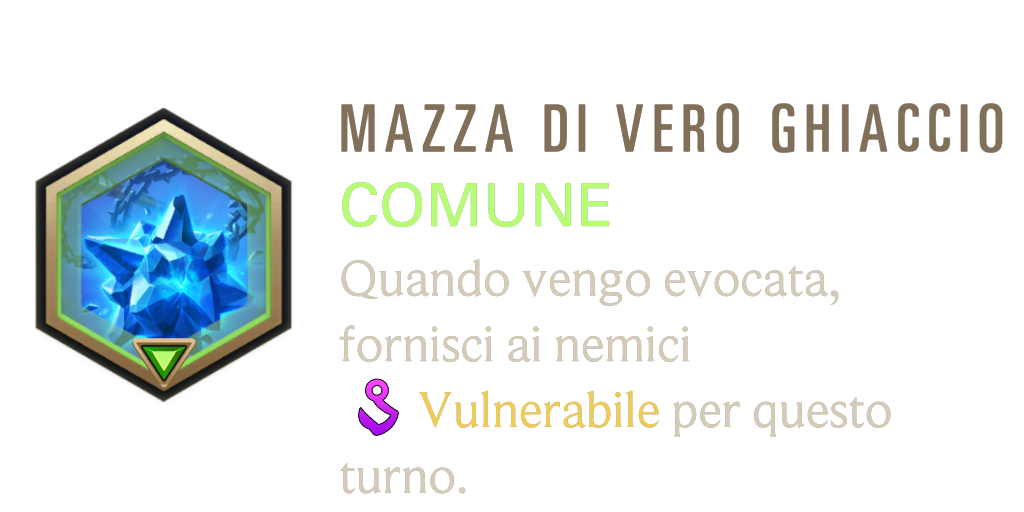 MAZZA DI VERO GHIACCIO
COMUNE
Quando vengo evocata,
fornisci ai nemici
Vulnerabile per questo
turno.